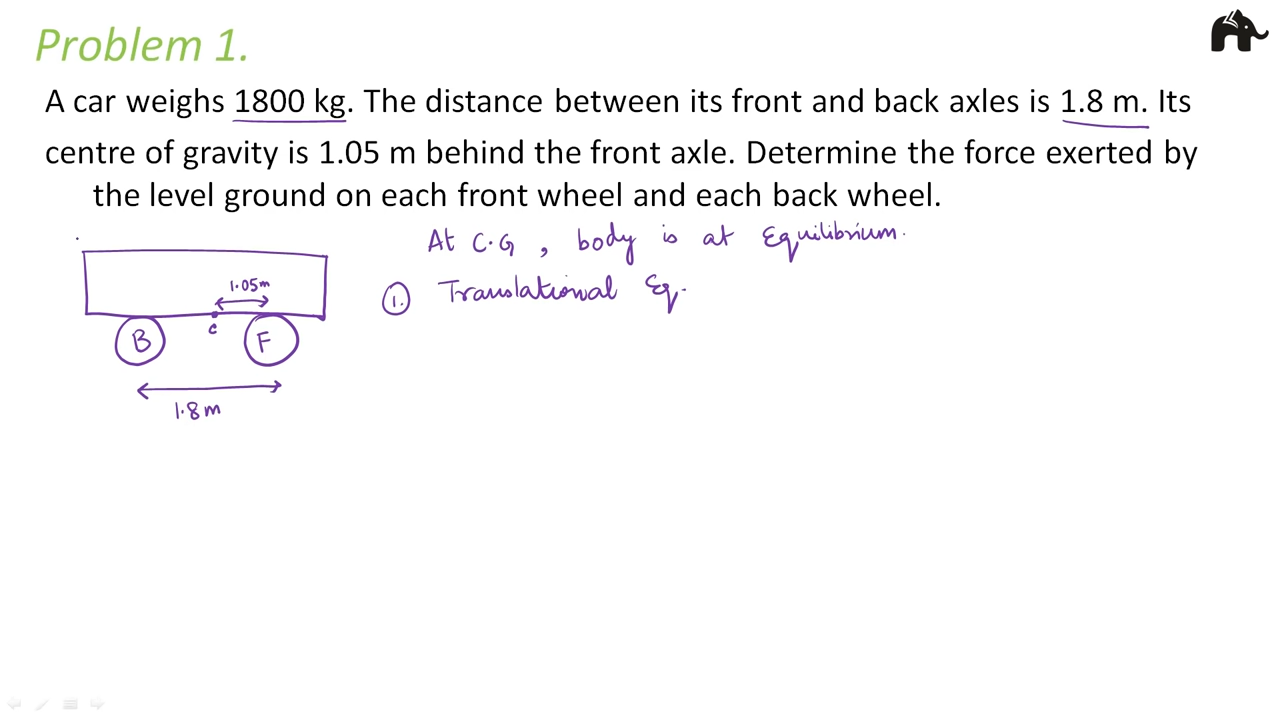 Problem 1.
A car weighs 1800 kg. The distance between its front and back axles is 1.8 m. Its
centre of gravity is 1.05 m behind the front axle. Determine the force exerted by
the level ground on each front wheel and each back wheel.
At C.G, body is at Equilibrium.
1. Translational Eq.
1.05m
c
B F
1.8m